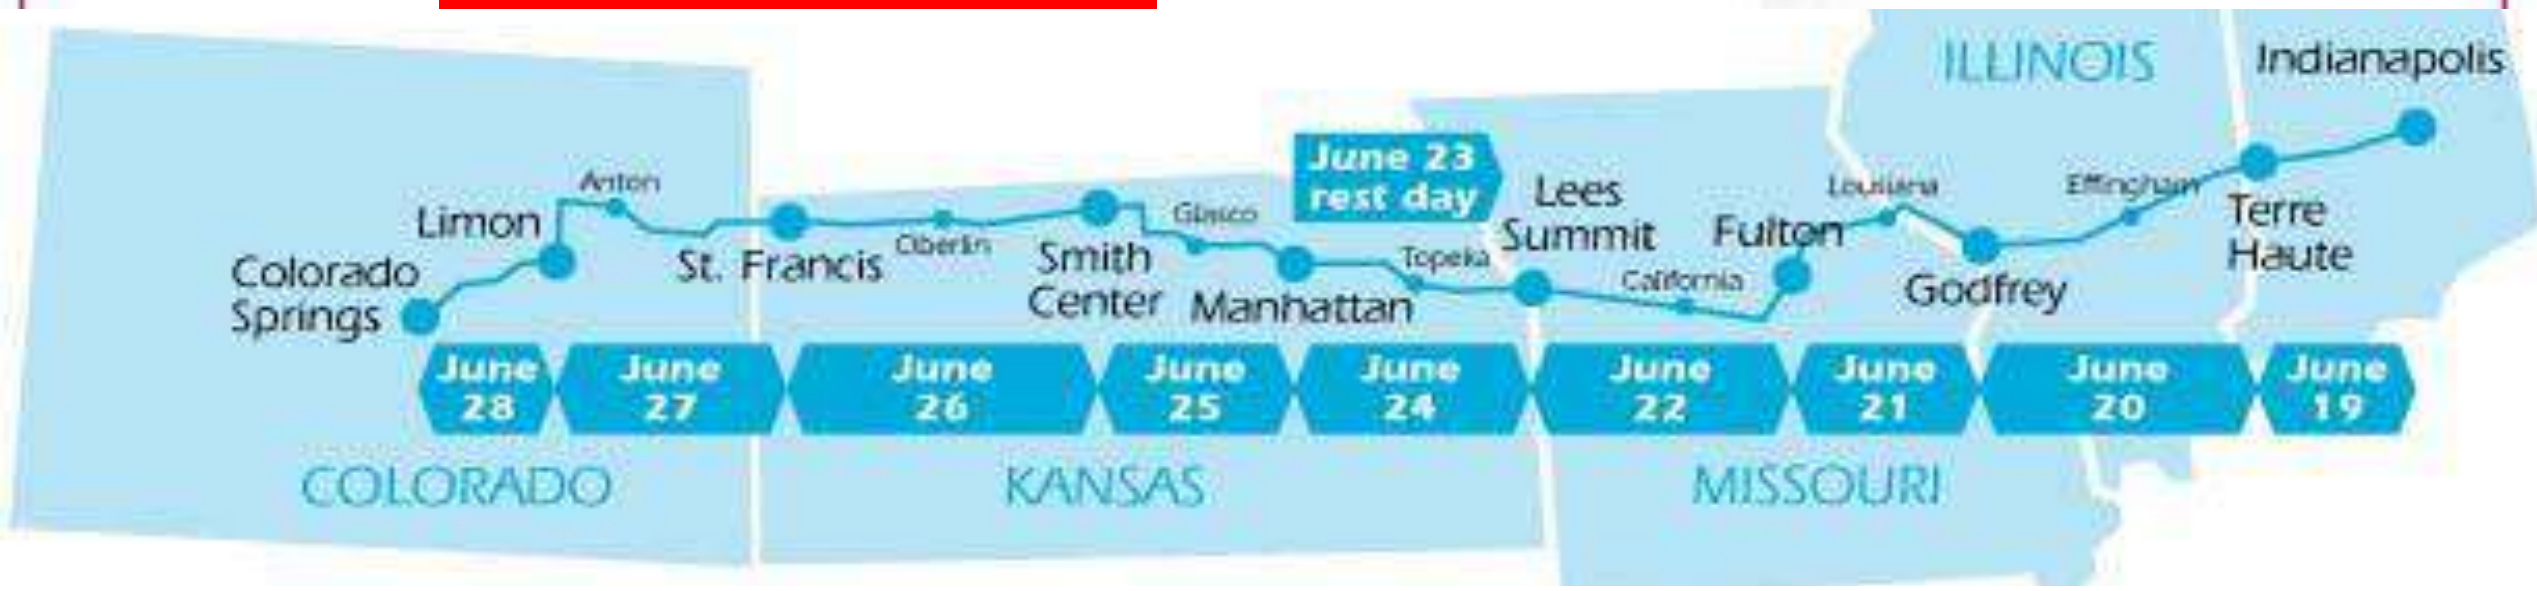 ILLINOIS
Indianapolis
June 23
rest day
Anton
Limon
Colorado
Springs
St. Francis
Oberlin
Smith
Center
Glasco
Manhattan
Topeka
Lees
Summit
California
Fulton
Louisiana
Godfrey
Effingham
Terre
Haute
June
28
June
27
June
26
June
25
June
24
June
22
June
21
June
20
June
19
COLORADO
KANSAS
MISSOURI